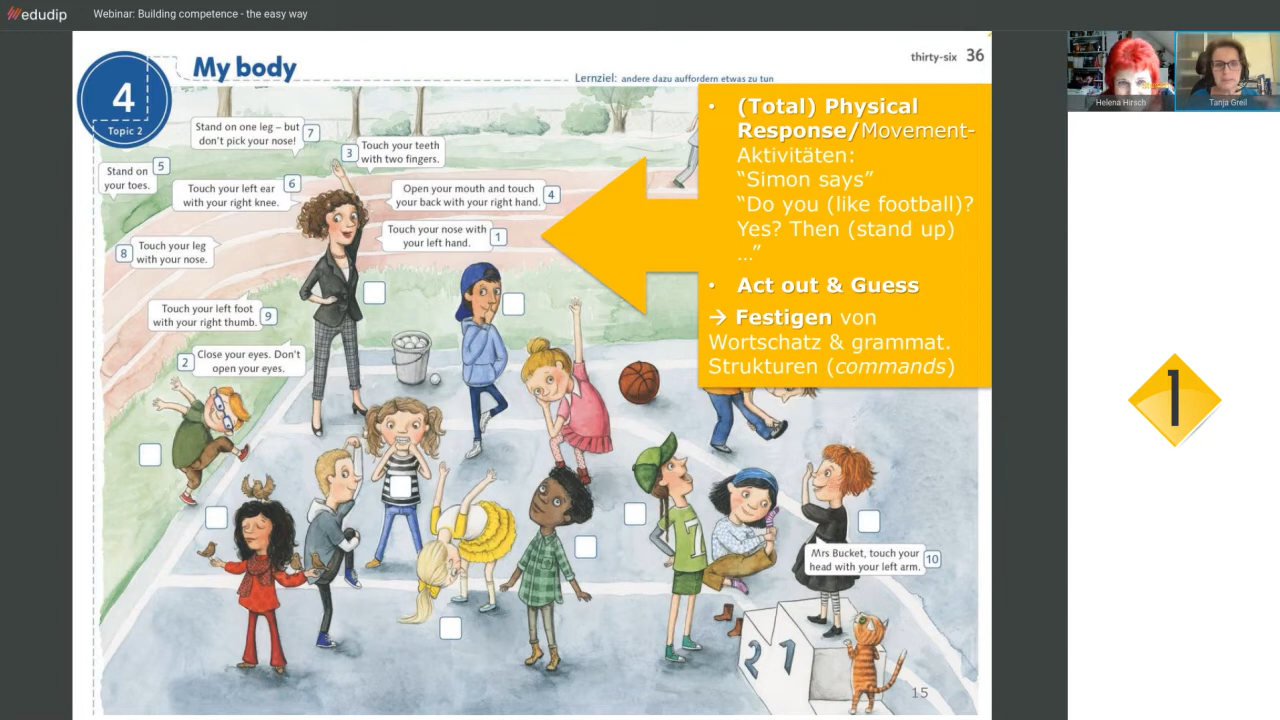 edudip
Webinar: Building competence - the easy way
4
Topic 2
My body
thirty-six 36
Lernziel: andere dazu auffordern etwas zu tun
Stand on one leg – but
don't pick your nose!
7
3
Touch your teeth
with two fingers.
Stand on
your toes.
5
Touch your left ear
with your right knee.
6
Open your mouth and touch
your back with your right hand.
4
Touch your nose with
your left hand.
1
8
Touch your leg
with your nose.
Touch your left foot
with your right thumb.
9
2
Close your eyes. Don't
open your eyes.
Mrs Bucket, touch your
head with your left arm.
10
• (Total) Physical
Response/Movement-
Aktivitäten:
“Simon says”
“Do you (like football)?
Yes? Then (stand up)
…”
• Act out & Guess
→ Festigen von
Wortschatz & grammat.
Strukturen (commands)
7
2 1
15
Helena Hirsch
Tanja Greil
1